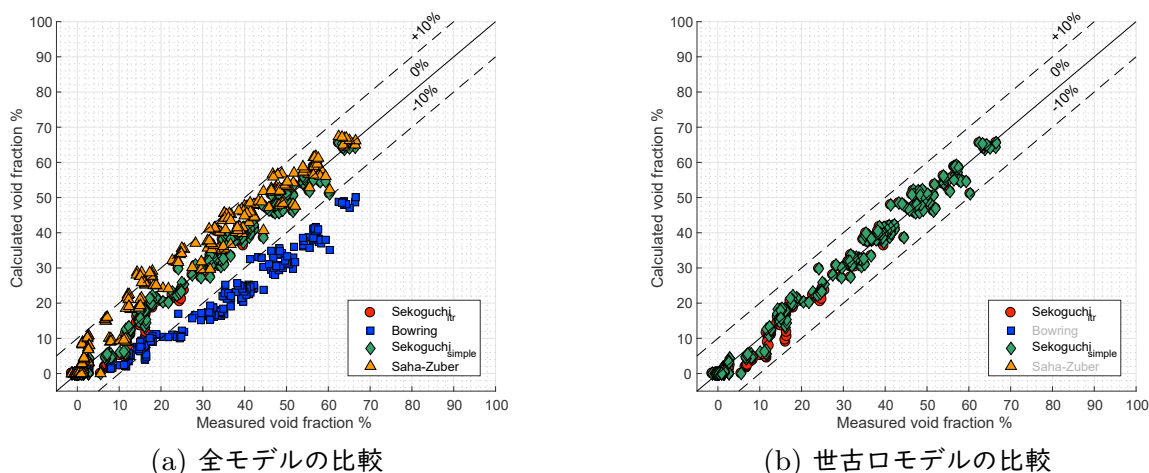 100
90
80
70
60
50
40
30
20
10
0
Calculated void fraction %
+10%
0%
-10%
Sekoguchi_itr
Bowring
Sekoguchi_simple
Saha-Zuber
0 10 20 30 40 50 60 70 80 90 100
Measured void fraction %
(a) 全モデルの比較
100
90
80
70
60
50
40
30
20
10
0
Calculated void fraction %
+10%
0%
-10%
Sekoguchi_itr
Bowring
Sekoguchi_simple
Saha-Zuber
0 10 20 30 40 50 60 70 80 90 100
Measured void fraction %
(b) 世古口モデルの比較